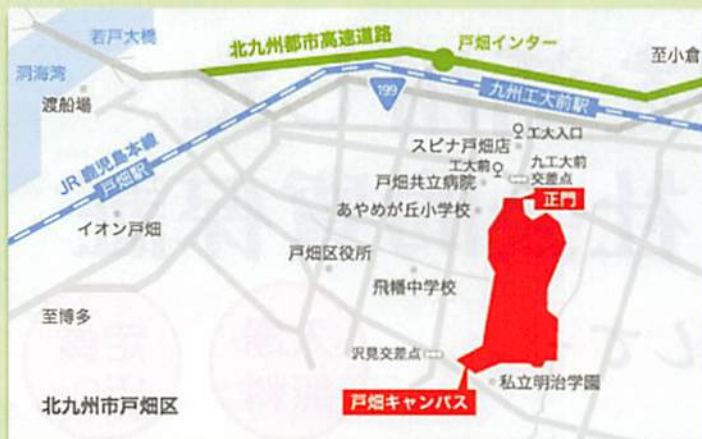 若戸大橋
北九州都市高速道路
戸畑インター
至小倉
洞海湾
渡船場
199
九州工大前駅
工大入口
スピナ戸畑店
JR 鹿児島本線
戸畑駅
工大前
九工大前
交差点
戸畑共立病院
正門
あやめが丘小学校
イオン戸畑
戸畑区役所
飛幡中学校
至博多
沢見交差点
私立明治学園
戸畑キャンパス
北九州市戸畑区